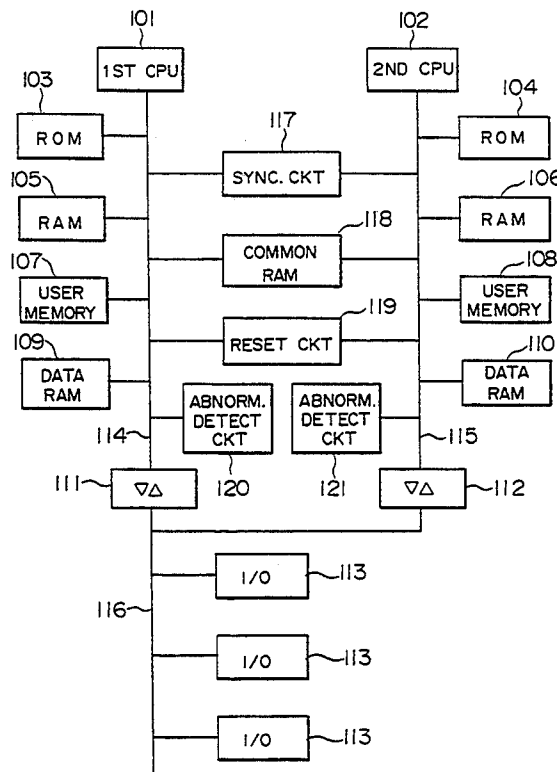 101
102
1ST CPU
2ND CPU
103
104
ROM
117
ROM
SYNC. CKT
105
106
RAM
118
RAM
COMMON
RAM
107
108
USER
MEMORY
119
USER
MEMORY
109
RESET CKT
110
DATA
RAM
DATA
RAM
114
ABNORM.
DETECT
CKT
ABNORM.
DETECT
CKT
115
111
120
121
112
▽△
▽△
I/O
113
116
I/O
113
I/O
113